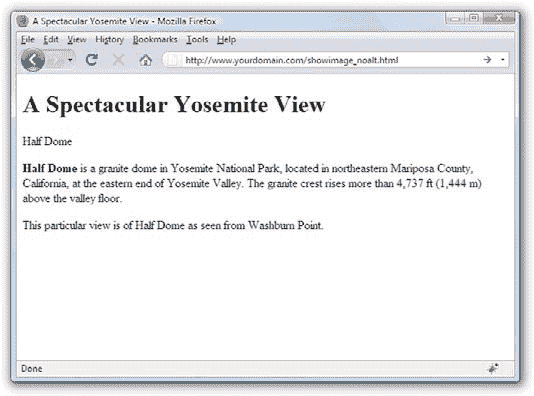 A Spectacular Yosemite View - Mozilla Firefox
File Edit View History Bookmarks Tools Help
http://www.yourdomain.com/showimage_noalt.html
A Spectacular Yosemite View
Half Dome
Half Dome is a granite dome in Yosemite National Park, located in northeastern Mariposa County,
California, at the eastern end of Yosemite Valley. The granite crest rises more than 4,737 ft (1,444 m)
above the valley floor.
This particular view is of Half Dome as seen from Washburn Point.
Done